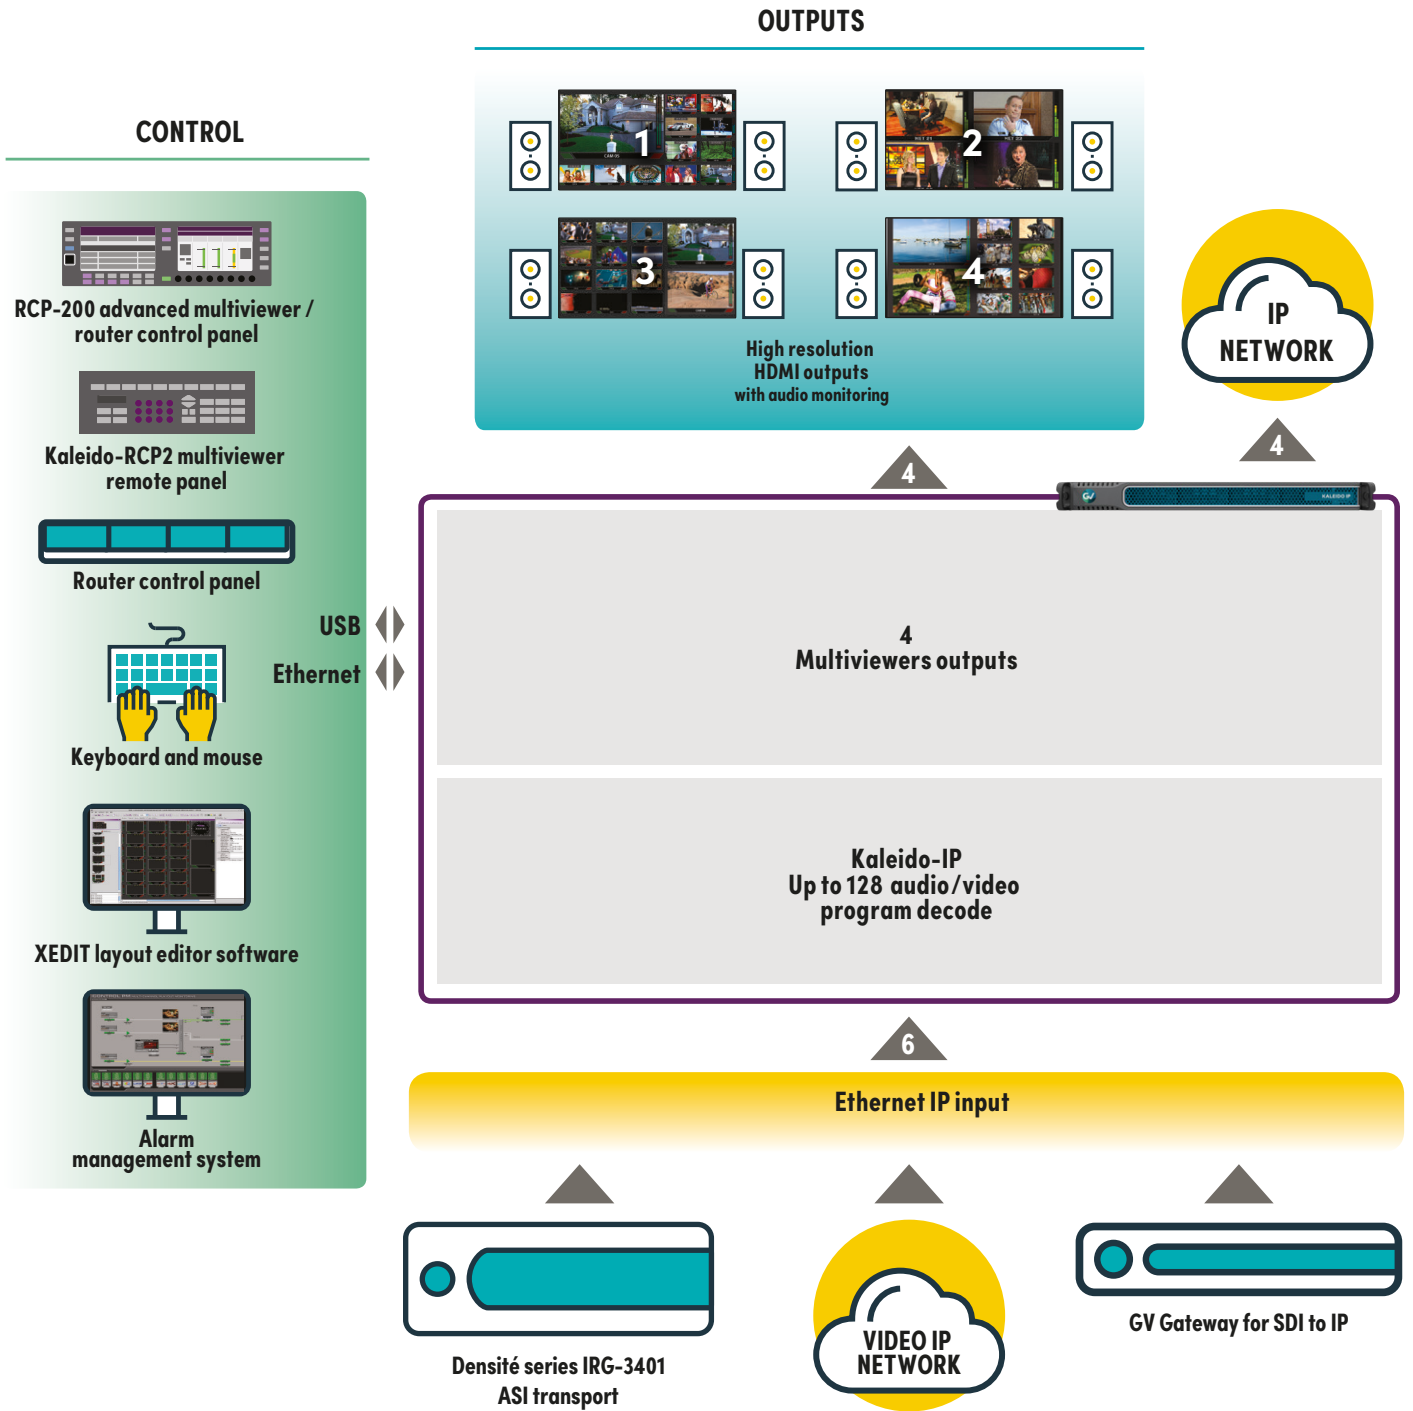 OUTPUTS
CONTROL
RCP-200 advanced multiviewer /
router control panel
Kaleido-RCP2 multiviewer
remote panel
Router control panel
USB
Ethernet
Keyboard and mouse
XEDIT layout editor software
Alarm
management system
1
2
3
4
High resolution
HDMI outputs
with audio monitoring
IP
NETWORK
4
4
GV
KALEIDO IP
4
Multiviewers outputs
Kaleido-IP
Up to 128 audio/video
program decode
6
Ethernet IP input
Densité series IRG-3401
ASI transport
VIDEO IP
NETWORK
GV Gateway for SDI to IP